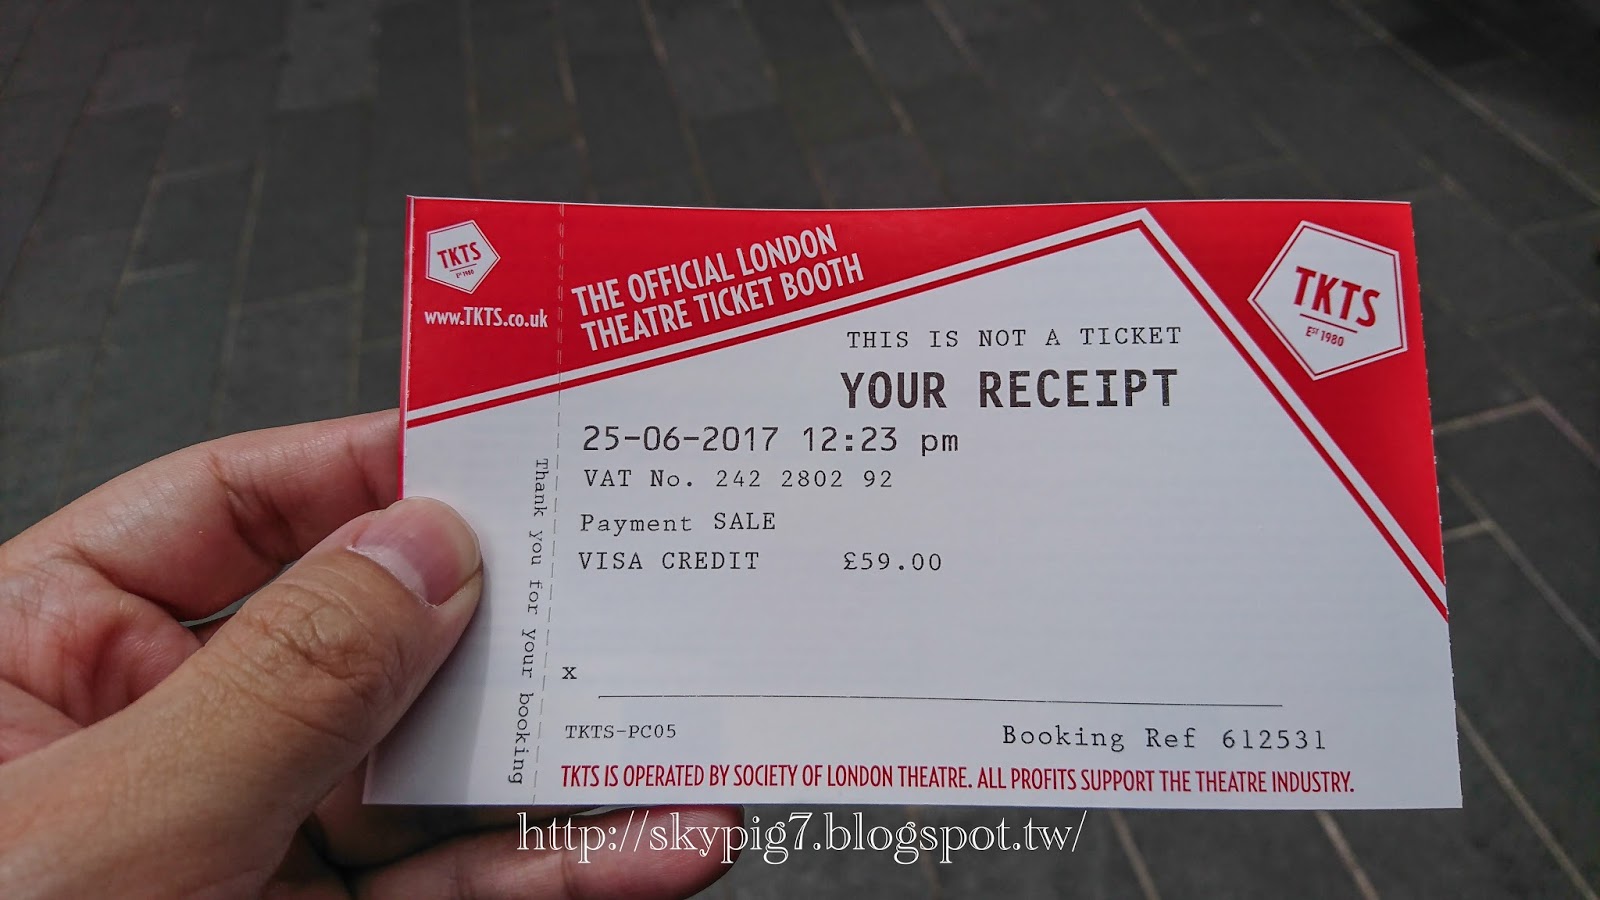 TKTS
EST 1980
www.TKTS.co.uk
THE OFFICIAL LONDON
THEATRE TICKET BOOTH
TKTS
EST 1980
THIS IS NOT A TICKET
YOUR RECEIPT
25-06-2017 12:23 pm
VAT No. 242 2802 92
Payment SALE
VISA CREDIT £59.00
x
TKTS-PC05
Booking Ref 612531
TKTS IS OPERATED BY SOCIETY OF LONDON THEATRE. ALL PROFITS SUPPORT THE THEATRE INDUSTRY.
Thank you for your booking
http://skypig7.blogspot.tw/